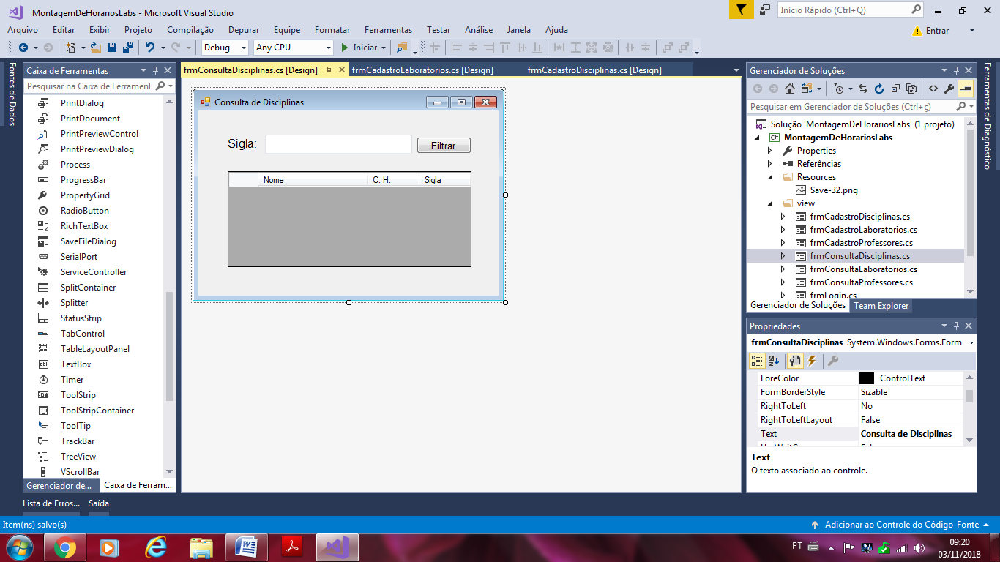 MontagemDeHorariosLabs - Microsoft Visual Studio
Início Rápido (Ctrl+Q)
Arquivo Editar Exibir Projeto Compilação Depurar Equipe Formatar Ferramentas Testar Análise Janela Ajuda
Entrar
Debug Any CPU Iniciar
Fontes de Dados
Caixa de Ferramentas
Pesquisar na Caixa de Ferrament
PrintDialog
PrintDocument
PrintPreviewControl
PrintPreviewDialog
Process
ProgressBar
PropertyGrid
RadioButton
RichTextBox
SaveFileDialog
SerialPort
ServiceController
SplitContainer
Splitter
StatusStrip
TabControl
TableLayoutPanel
TextBox
Timer
ToolStrip
ToolStripContainer
ToolTip
TrackBar
TreeView
VScrollBar
Gerenciador de... Caixa de Ferram...
frmConsultaDisciplinas.cs [Design] frmCadastroLaboratorios.cs [Design] frmCadastroDisciplinas.cs [Design]
Consulta de Disciplinas
Sigla: Filtrar
Nome C. H. Sigla
Gerenciador de Soluções
Pesquisar em Gerenciador de Soluções (Ctrl+ç)
Solução 'MontagemDeHorariosLabs' (1 projeto)
MontagemDeHorariosLabs
Properties
Referências
Resources
Save-32.png
view
frmCadastroDisciplinas.cs
frmCadastroLaboratorios.cs
frmCadastroProfessores.cs
frmConsultaDisciplinas.cs
frmConsultaLaboratorios.cs
frmConsultaProfessores.cs
frmLogin.cs
Gerenciador de Soluções Team Explorer
Propriedades
frmConsultaDisciplinas System.Windows.Forms.Form
ForeColor ControlText
FormBorderStyle Sizable
RightToLeft No
RightToLeftLayout False
Text Consulta de Disciplinas
Text
O texto associado ao controle.
Ferramentas de Diagnóstico
Lista de Erros... Saída
Item(ns) salvo(s)
Adicionar ao Controle do Código-Fonte
PT
09:20
03/11/2018